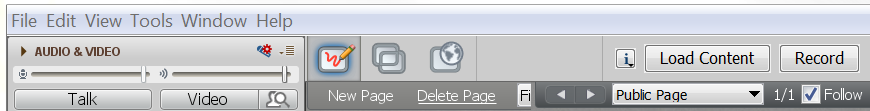 File Edit View Tools Window Help
AUDIO & VIDEO
i Load Content Record
Talk Video New Page Delete Page Fi Public Page 1/1 Follow